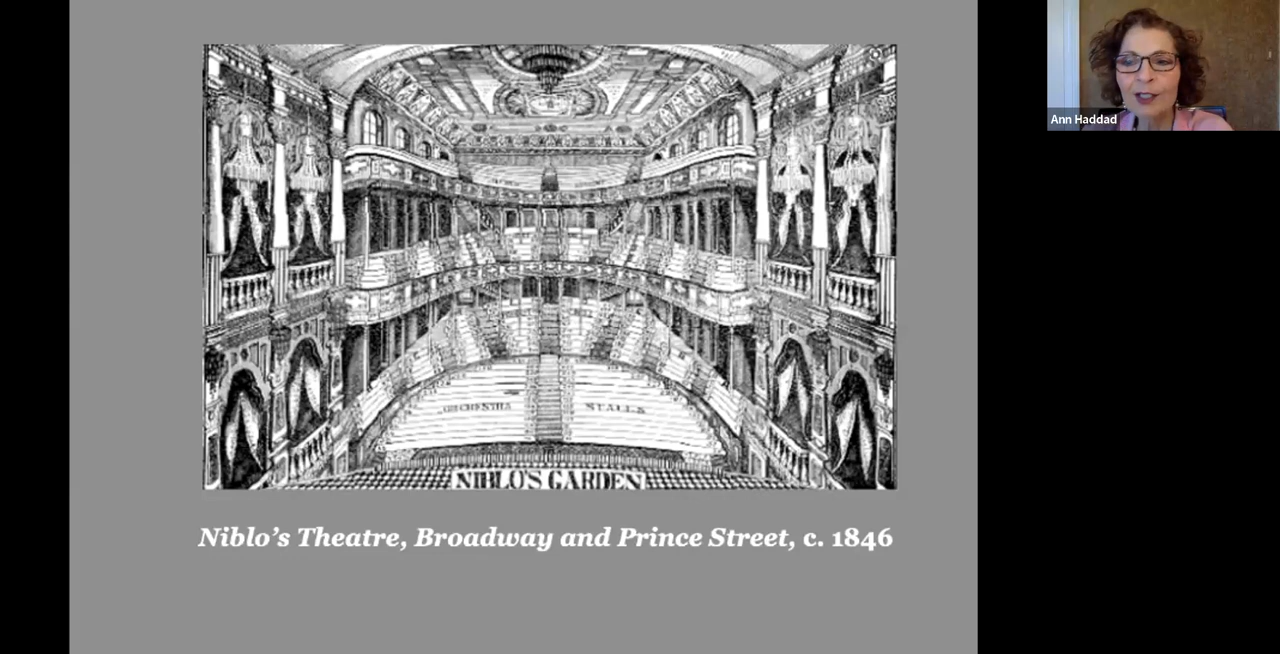 Ann Haddad
ORCHESTRA STALLS
NIBLO'S GARDEN
Niblo's Theatre, Broadway and Prince Street, c. 1846